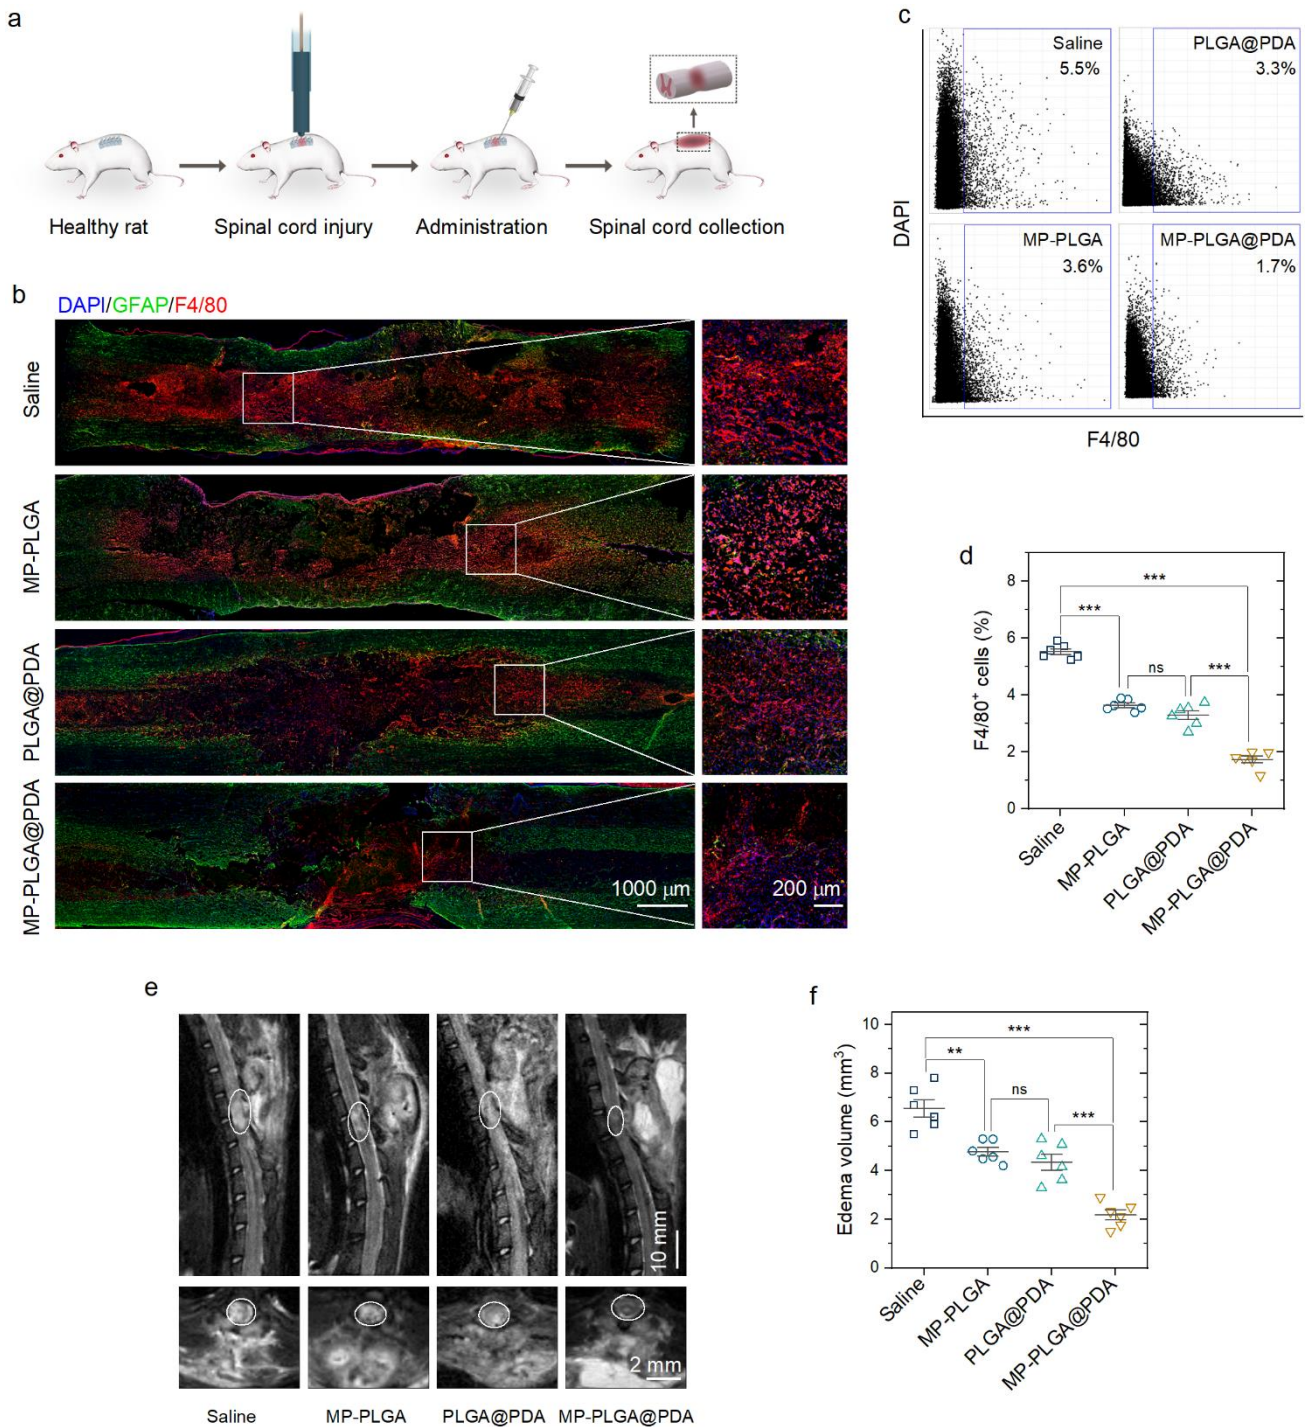 a
Healthy rat
Spinal cord injury
Administration
Spinal cord collection
b
DAPI/GFAP/F4/80
Saline
MP-PLGA
PLGA@PDA
MP-PLGA@PDA
1000 μm
200 μm
c
Saline
5.5%
PLGA@PDA
3.3%
MP-PLGA
3.6%
MP-PLGA@PDA
1.7%
DAPI
F4/80
d
F4/80⁺ cells (%)
8
6
4
2
0
***
***
ns
***
Saline
MP-PLGA
PLGA@PDA
MP-PLGA@PDA
e
10 mm
2 mm
Saline
MP-PLGA
PLGA@PDA
MP-PLGA@PDA
f
Edema volume (mm³)
10
8
6
4
2
0
***
**
ns
***
Saline
MP-PLGA
PLGA@PDA
MP-PLGA@PDA